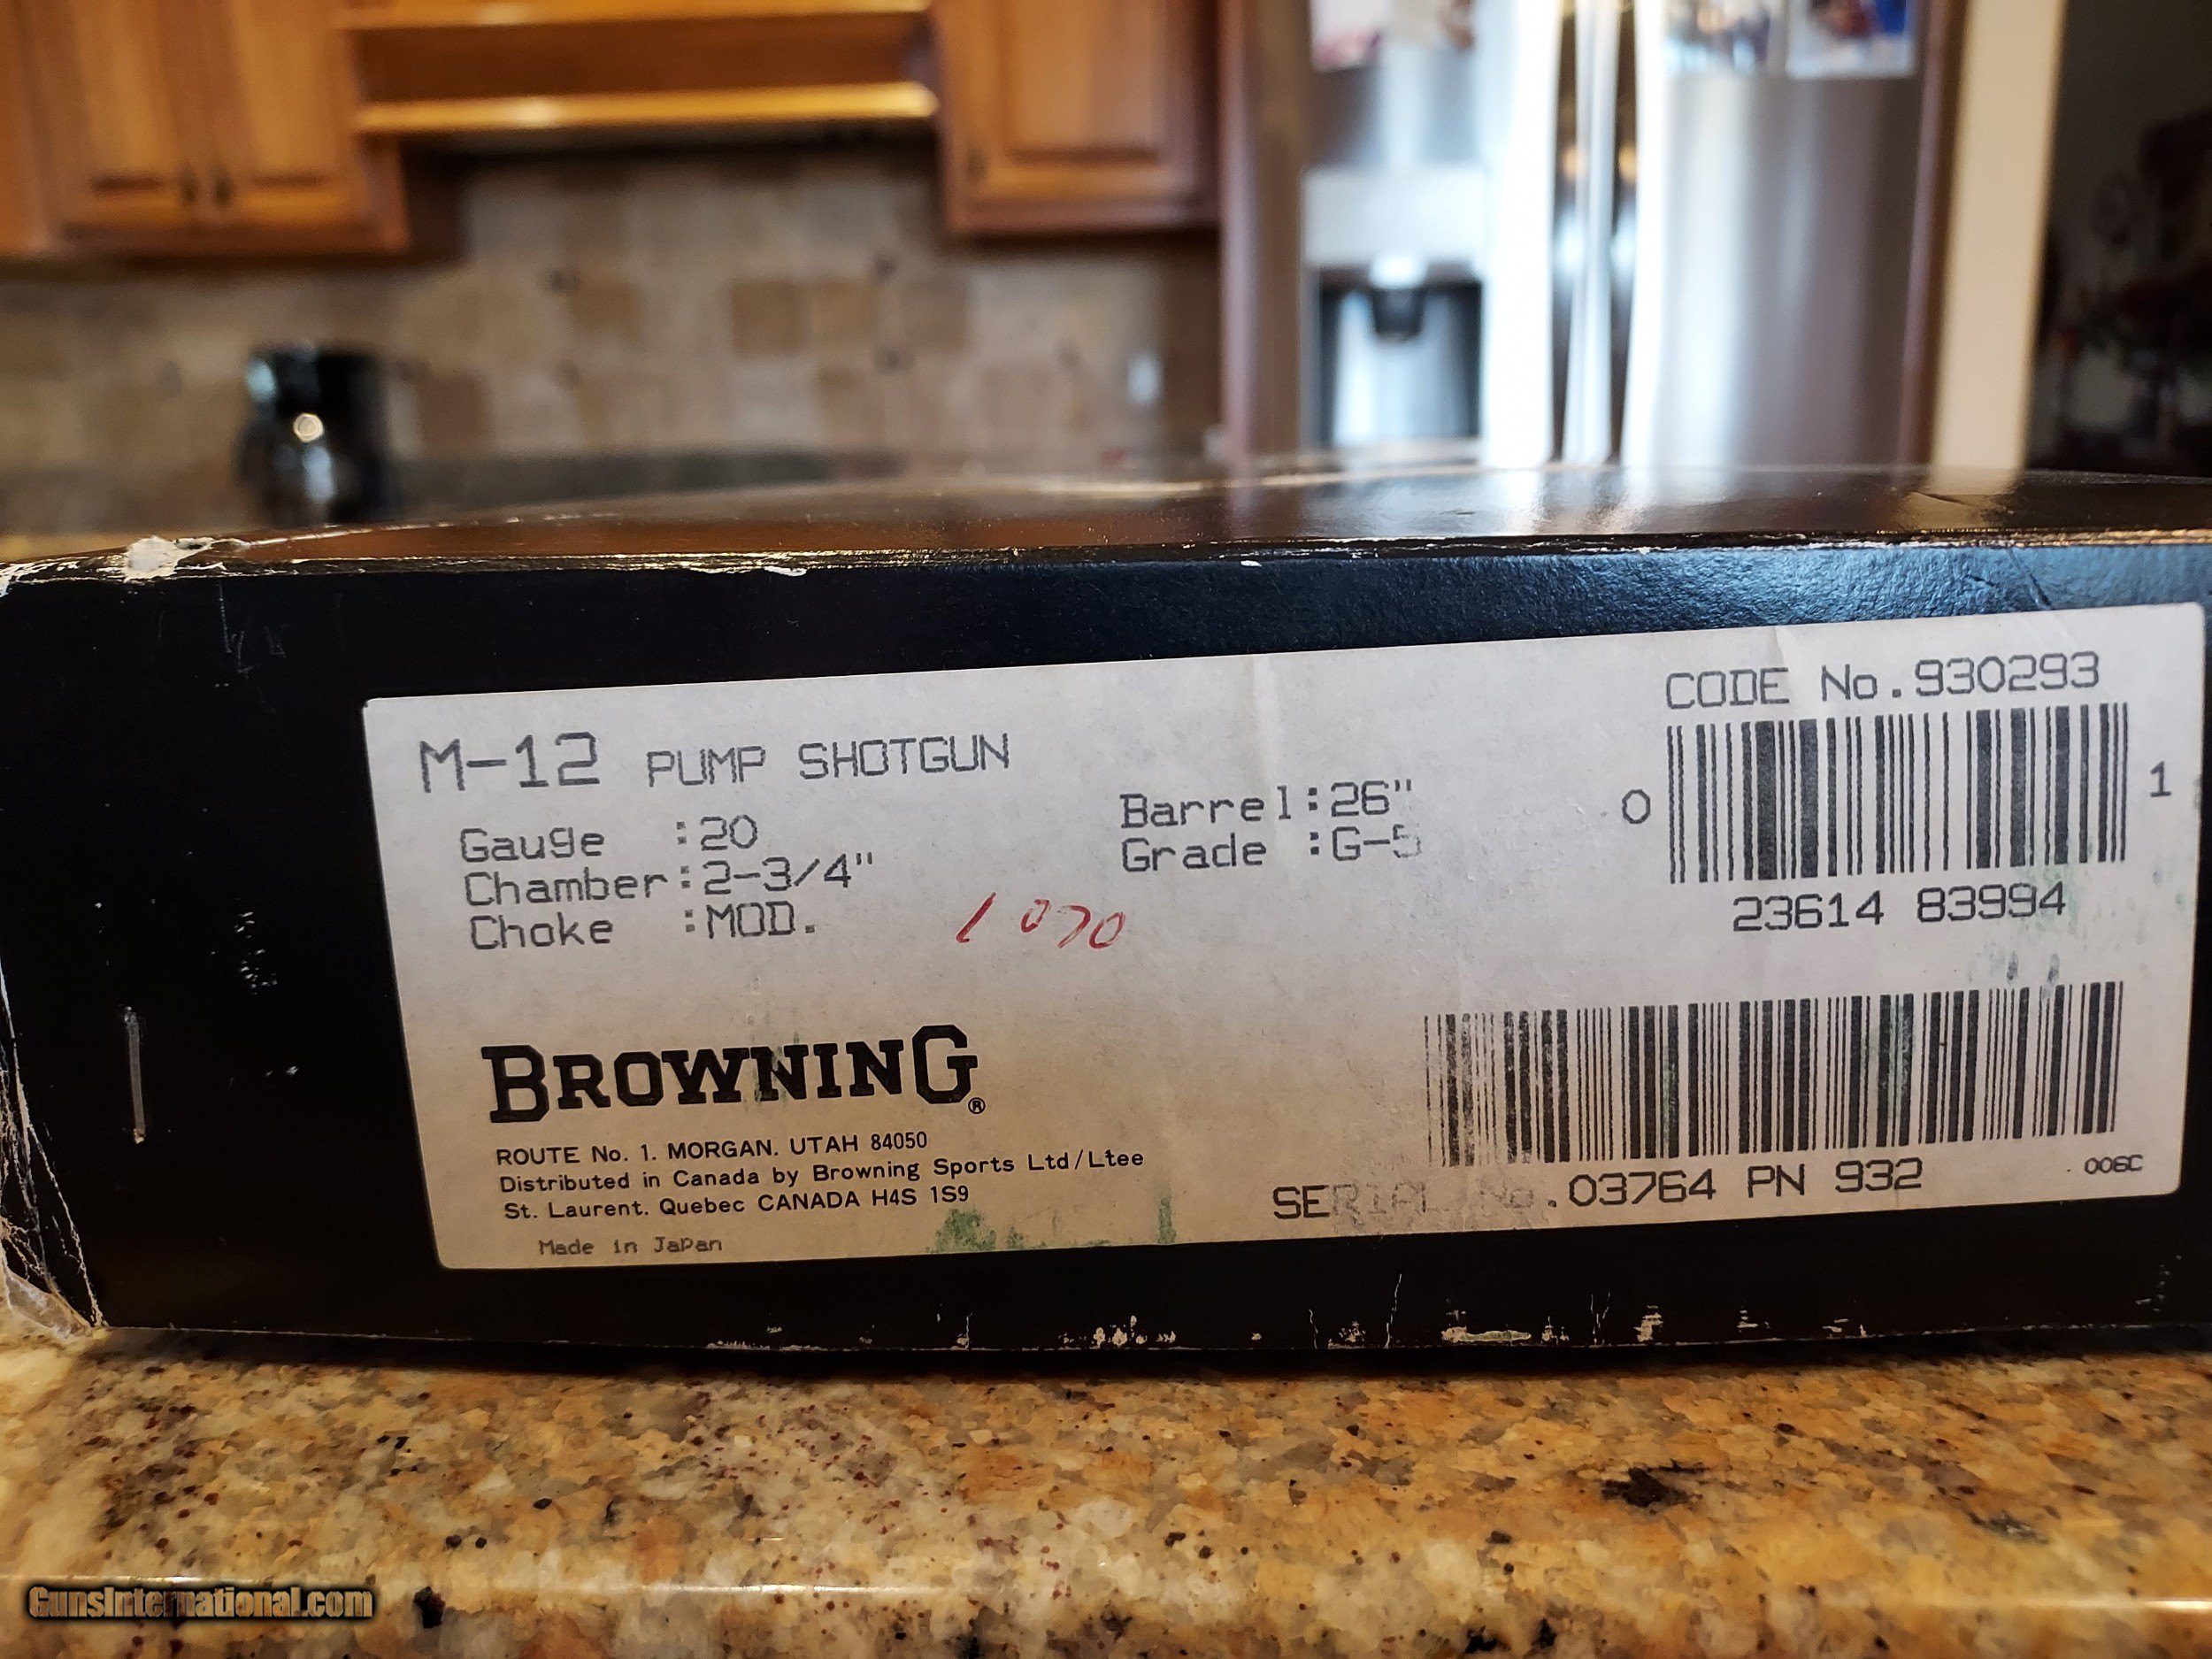 M-12 PUMP SHOTGUN
Gauge :20
Chamber:2-3/4"
Choke :MOD.
Barrel:26"
Grade :G-5
1070
CODE No.930293
0 1
23614 83994
BROWNING®
ROUTE No. 1. MORGAN. UTAH 84050
Distributed in Canada by Browning Sports Ltd/Ltee
St. Laurent. Quebec CANADA H4S 1S9
Made in Japan
SERIAL No.03764 PN 932
006C
GunsInternational.com